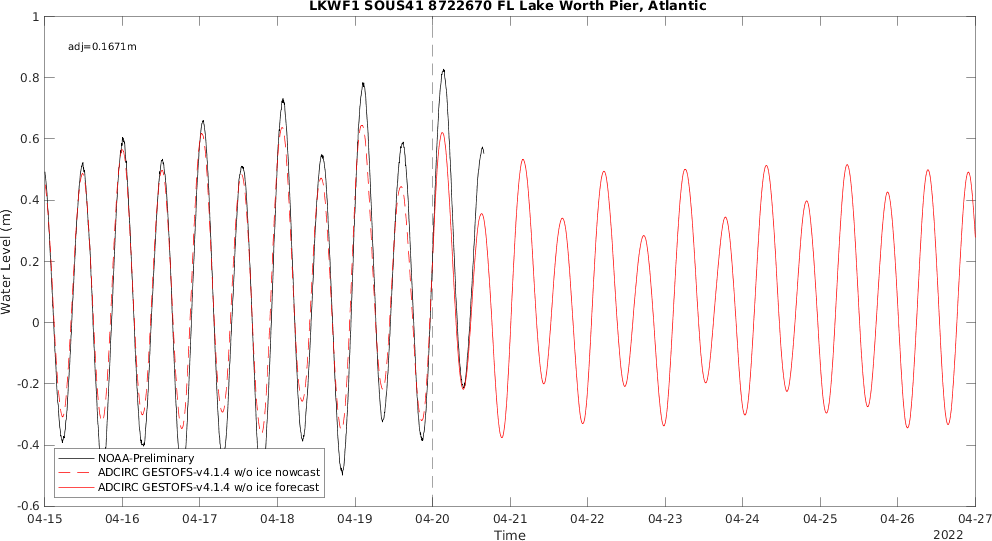 LKWF1 SOUS41 8722670 FL Lake Worth Pier, Atlantic
adj=0.1671m
1
0.8
0.6
0.4
0.2
0
-0.2
-0.4
-0.6
Water Level (m)
NOAA-Preliminary
ADCIRC GESTOFS-v4.1.4 w/o ice nowcast
ADCIRC GESTOFS-v4.1.4 w/o ice forecast
04-15 04-16 04-17 04-18 04-19 04-20 04-21 04-22 04-23 04-24 04-25 04-26 04-27
Time
2022